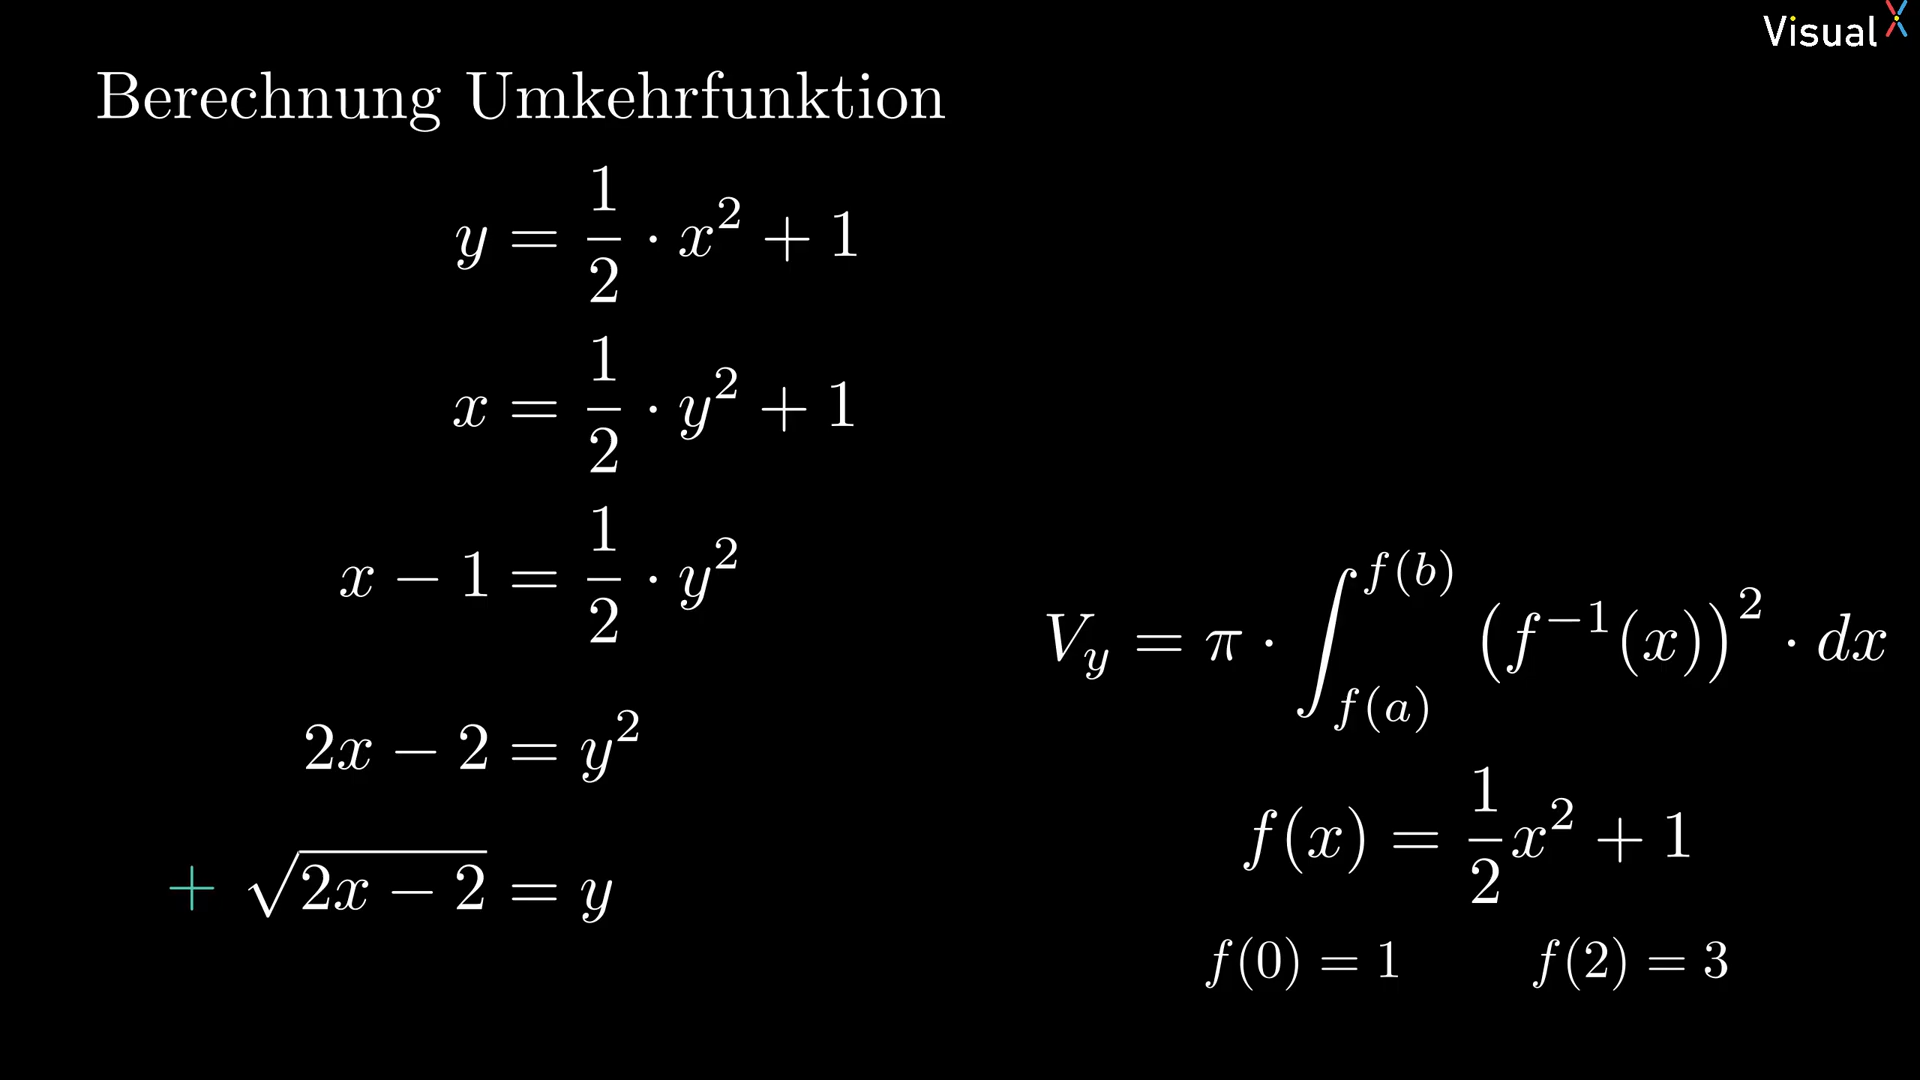 VisualX
Berechnung Umkehrfunktion
y = 1/2 · x² + 1
x = 1/2 · y² + 1
x − 1 = 1/2 · y²
2x − 2 = y²
+ √(2x − 2) = y
V_y = π · ∫_{f(a)}^{f(b)} (f⁻¹(x))² · dx
f(x) = 1/2 x² + 1
f(0) = 1 f(2) = 3